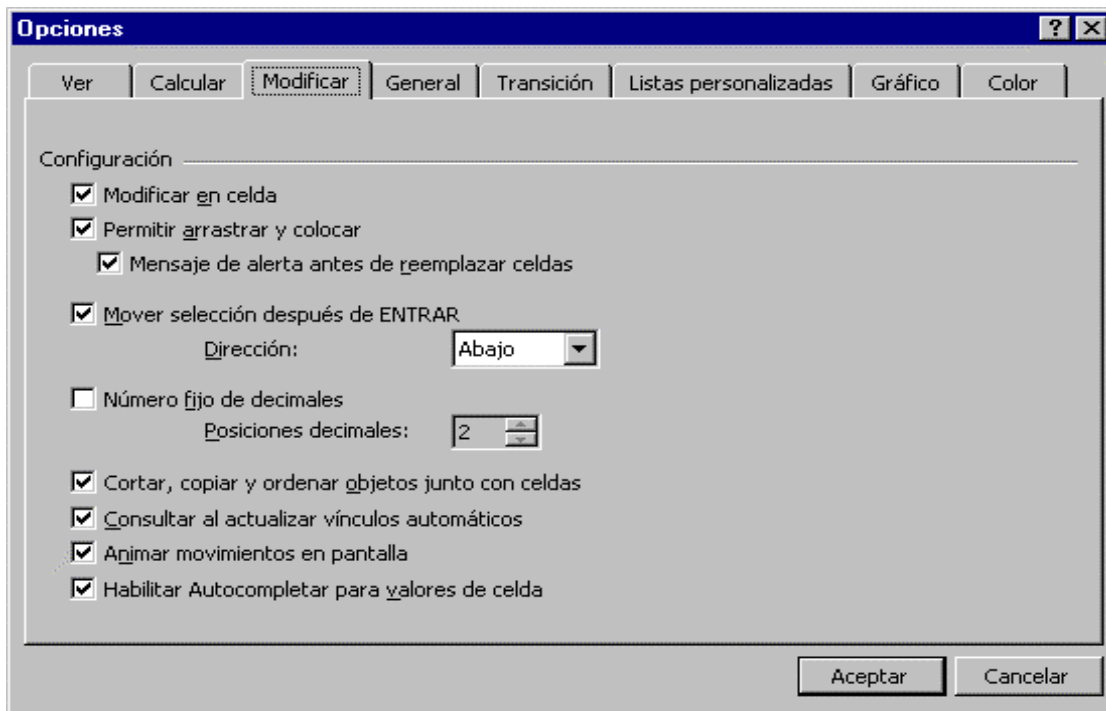 Opciones
Ver Calcular Modificar General Transición Listas personalizadas Gráfico Color
Configuración
Modificar en celda
Permitir arrastrar y colocar
Mensaje de alerta antes de reemplazar celdas
Mover selección después de ENTRAR
Dirección: Abajo
Número fijo de decimales
Posiciones decimales: 2
Cortar, copiar y ordenar objetos junto con celdas
Consultar al actualizar vínculos automáticos
Animar movimientos en pantalla
Habilitar Autocompletar para valores de celda
Aceptar Cancelar